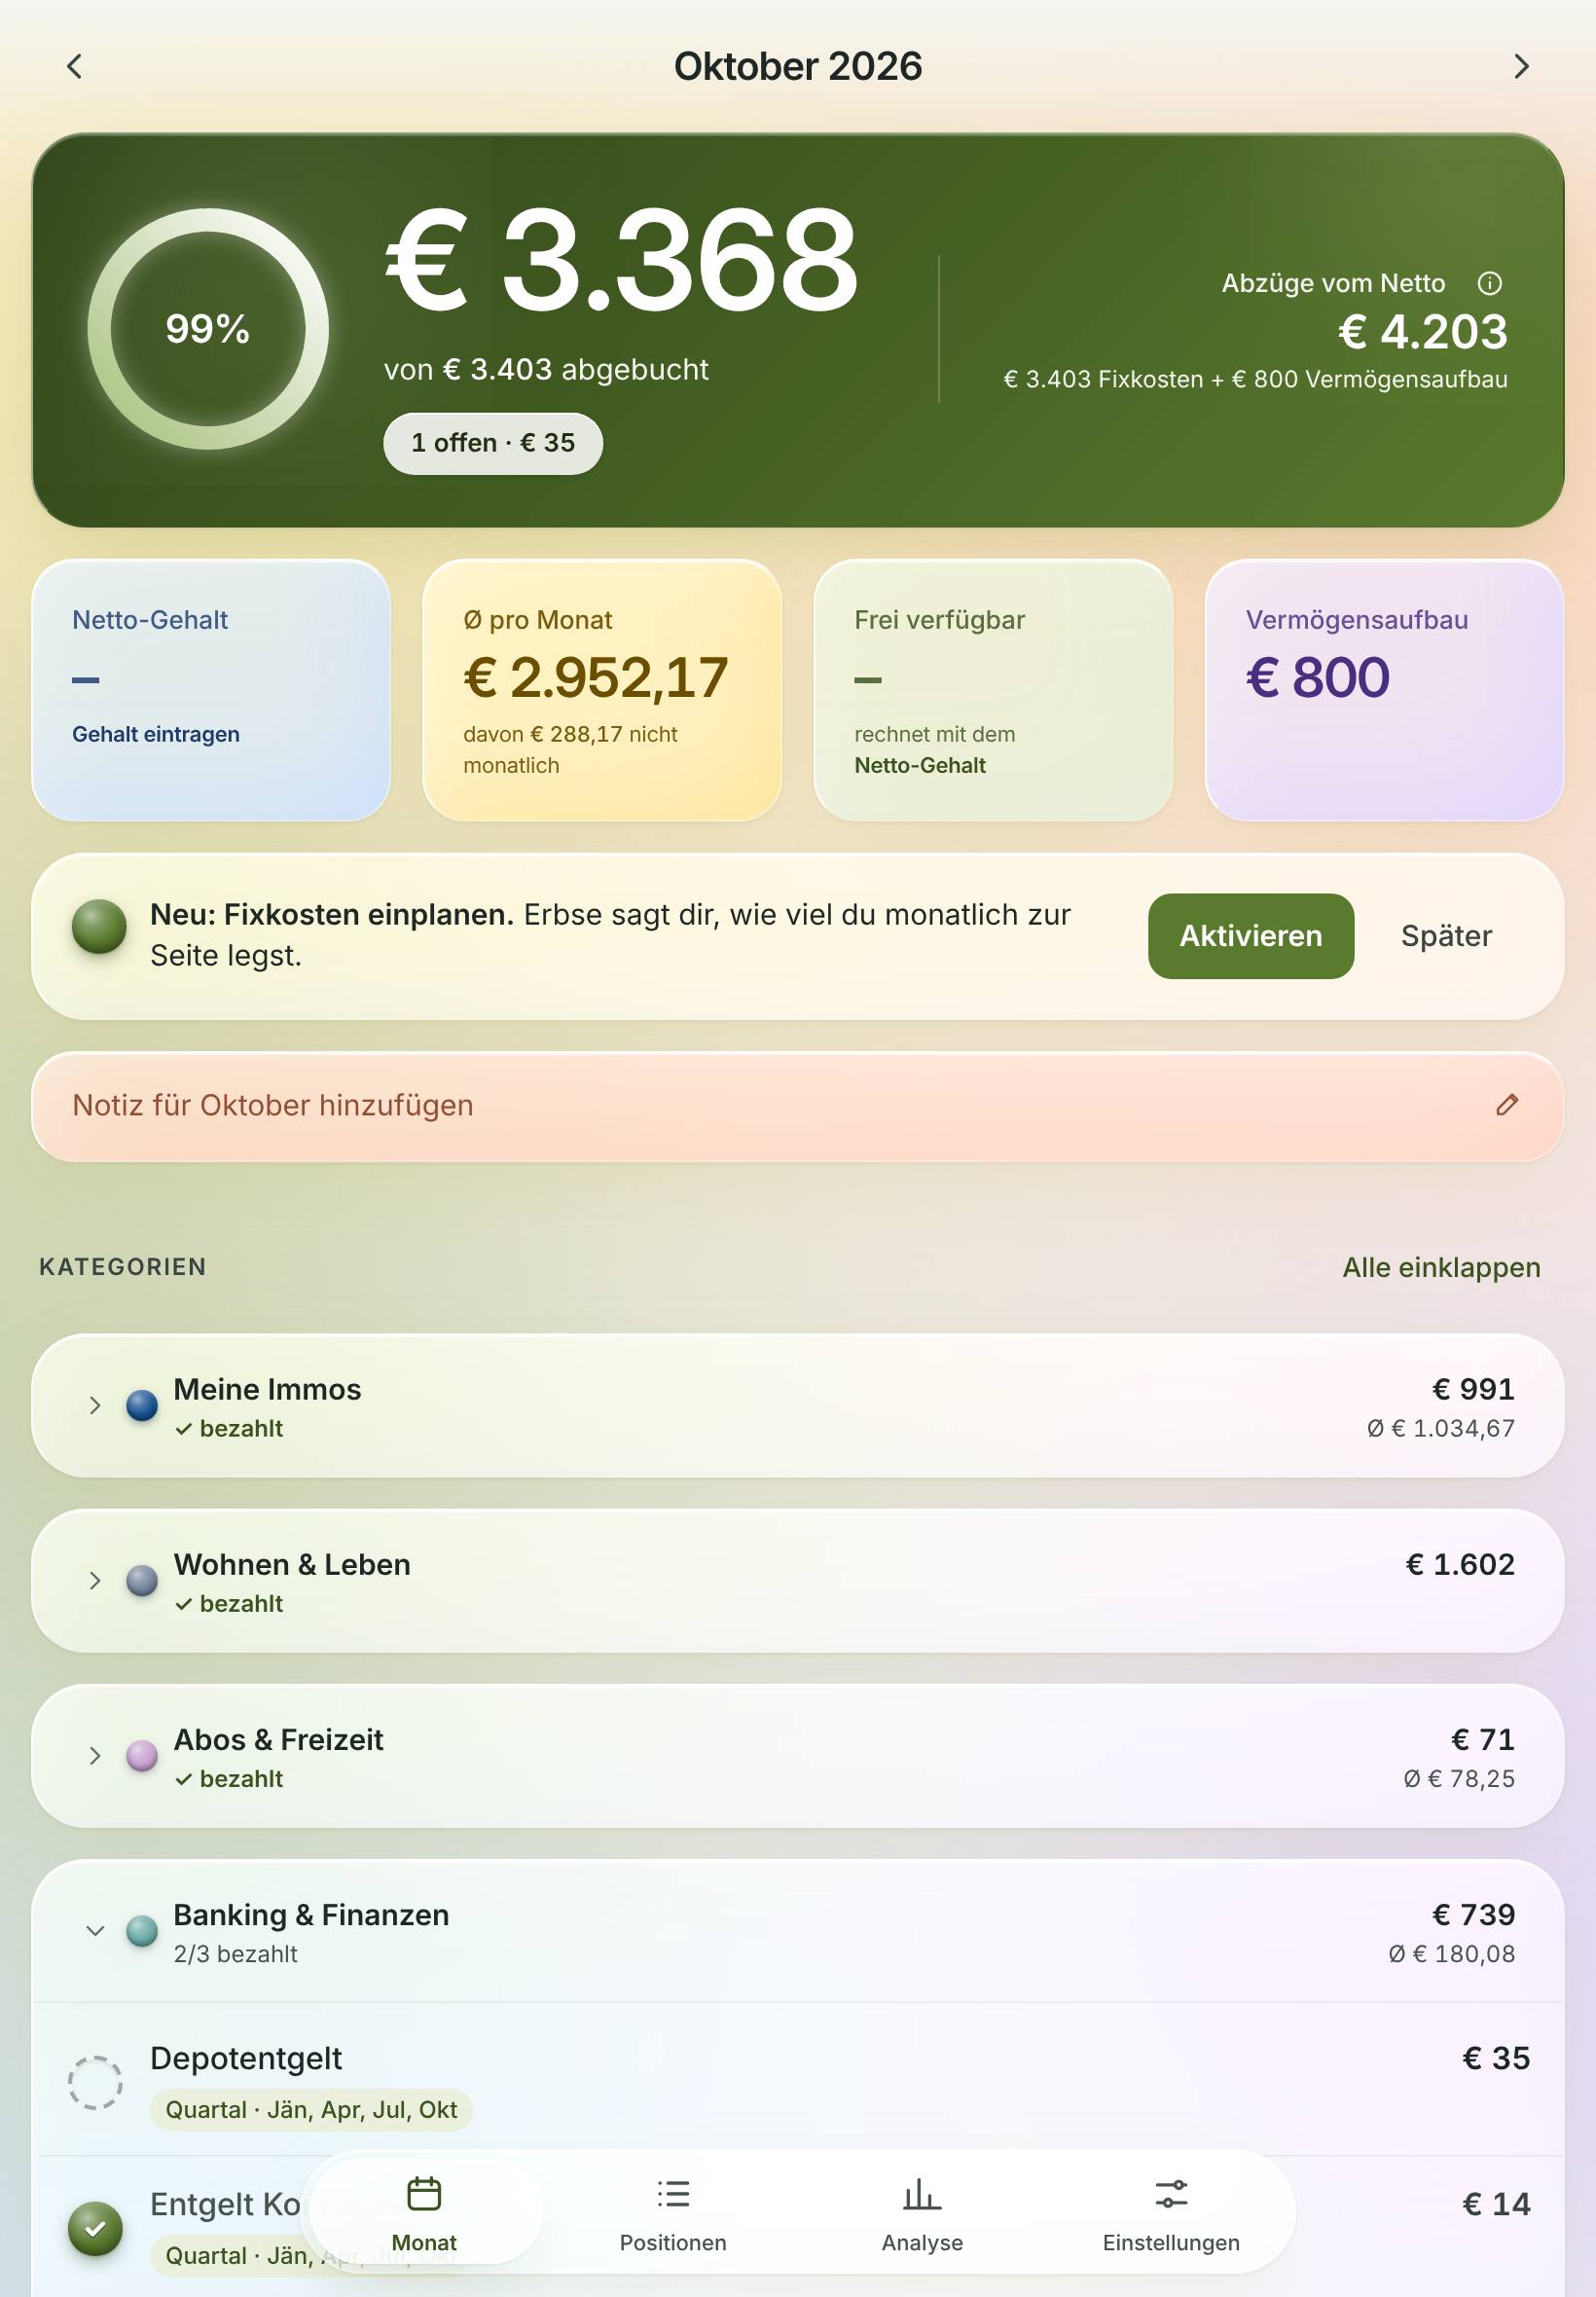 Oktober 2026
99%
€ 3.368
von € 3.403 abgebucht
1 offen · € 35
Abzüge vom Netto
€ 4.203
€ 3.403 Fixkosten + € 800 Vermögensaufbau
Netto-Gehalt
–
Gehalt eintragen
Ø pro Monat
€ 2.952,17
davon € 288,17 nicht
monatlich
Frei verfügbar
–
rechnet mit dem
Netto-Gehalt
Vermögensaufbau
€ 800
Neu: Fixkosten einplanen. Erbse sagt dir, wie viel du monatlich zur
Seite legst.
Aktivieren
Später
Notiz für Oktober hinzufügen
KATEGORIEN
Alle einklappen
Meine Immos
€ 991
✓ bezahlt
Ø € 1.034,67
Wohnen & Leben
€ 1.602
✓ bezahlt
Abos & Freizeit
€ 71
✓ bezahlt
Ø € 78,25
Banking & Finanzen
€ 739
2/3 bezahlt
Ø € 180,08
Depotentgelt
€ 35
Quartal · Jän, Apr, Jul, Okt
Entgelt
€ 14
Quartal · Jän, Apr, Jul, Okt
Monat
Positionen
Analyse
Einstellungen